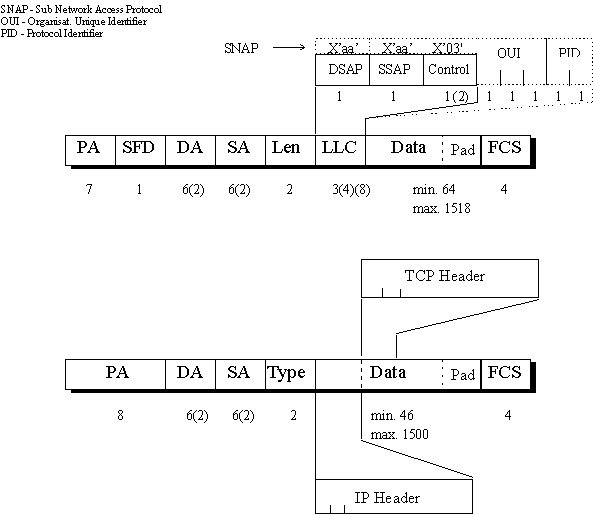 SNAP - Sub Network Access Protocol
OUI - Organisat. Unique Identifier
PID - Protocol Identifier
SNAP X'aa' X'aa' X'03' OUI PID
DSAP SSAP Control
1 1 1(2) 1 1 1 1 1
PA SFD DA SA Len LLC Data Pad FCS
7 1 6(2) 6(2) 2 3(4)(8) min. 64 4
max. 1518
TCP Header
PA DA SA Type Data Pad FCS
8 6(2) 6(2) 2 min. 46 4
max. 1500
IP Header